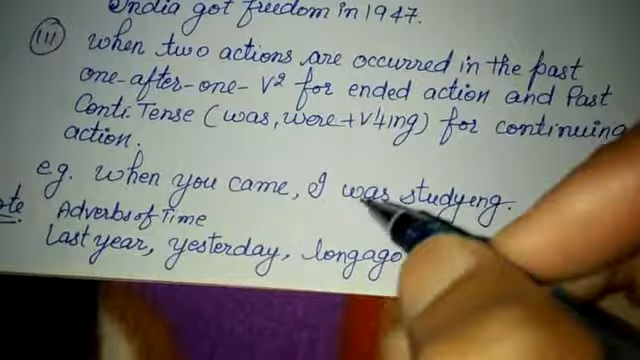 India got freedom in 1947.
(III) When two actions are occurred in the past
one-after-one- V² for ended action and Past
Conti. Tense (was, were + V4ing) for continuing
action.
e.g. When you came, I was studyeng.
ote Adverbs of Time
Last year, yesterday, longago